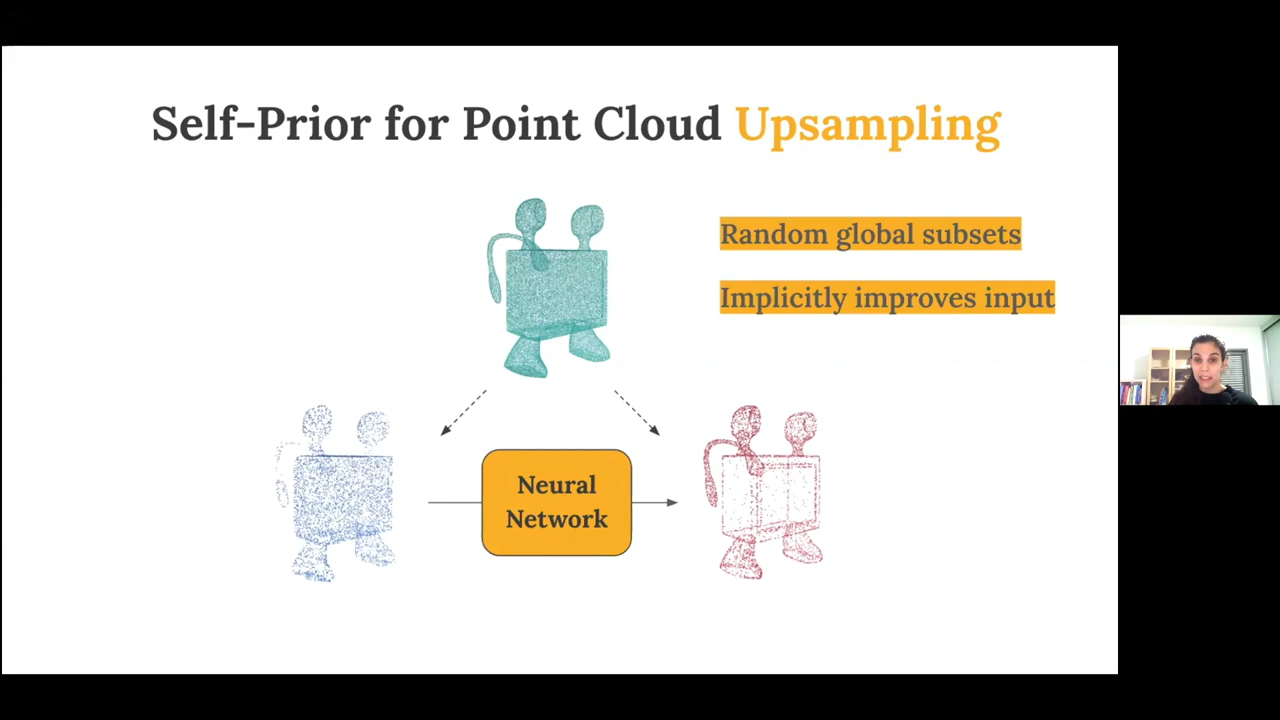 Self-Prior for Point Cloud Upsampling
Random global subsets
Implicitly improves input
Neural
Network